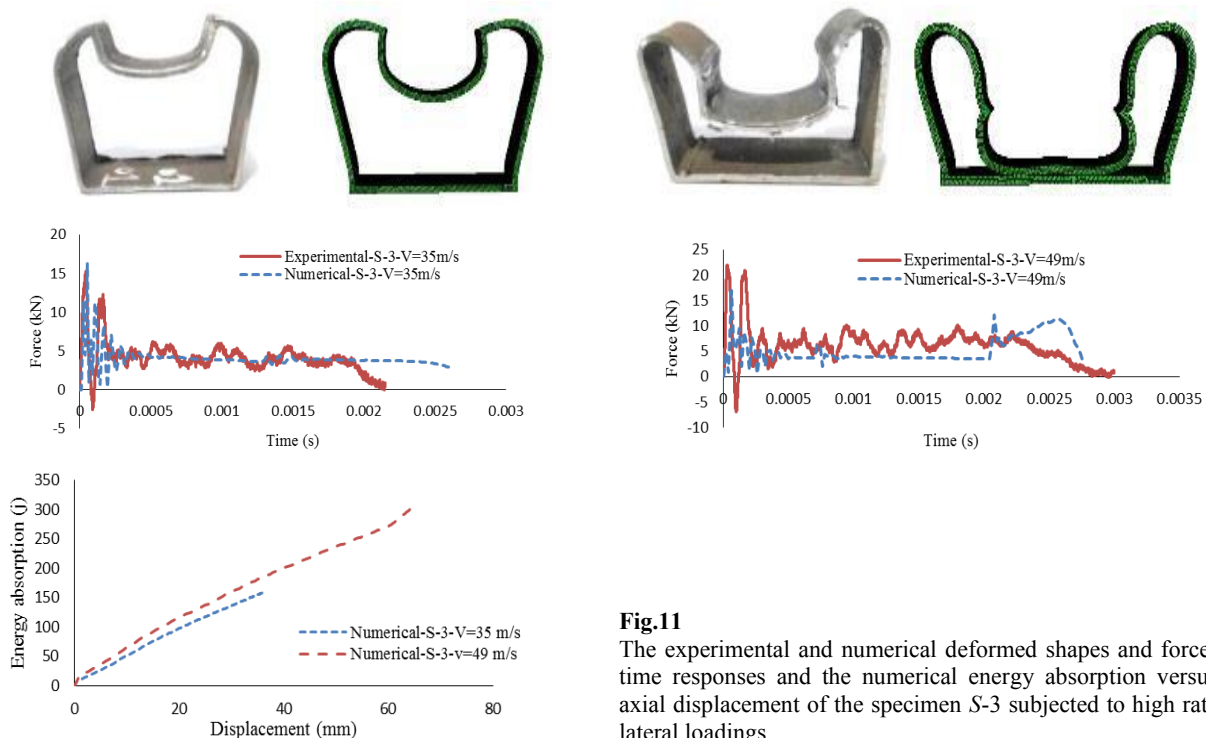 20
15
10
5
0
-5
Force (kN)
Experimental-S-3-V=35m/s
Numerical-S-3-V=35m/s
0 0.0005 0.001 0.0015 0.002 0.0025 0.003
Time (s)
25
20
15
10
5
0
-5
-10
Force (kN)
Experimental-S-3-V=49m/s
Numerical-S-3-V=49m/s
0 0.0005 0.001 0.0015 0.002 0.0025 0.003 0.0035
Time (s)
350
300
250
200
150
100
50
0
Energy absorption (j)
Numerical-S-3-V=35 m/s
Numerical-S-3-v=49 m/s
0 20 40 60 80
Displacement (mm)
Fig.11
The experimental and numerical deformed shapes and force
time responses and the numerical energy absorption versu
axial displacement of the specimen S-3 subjected to high rat
lateral loadings